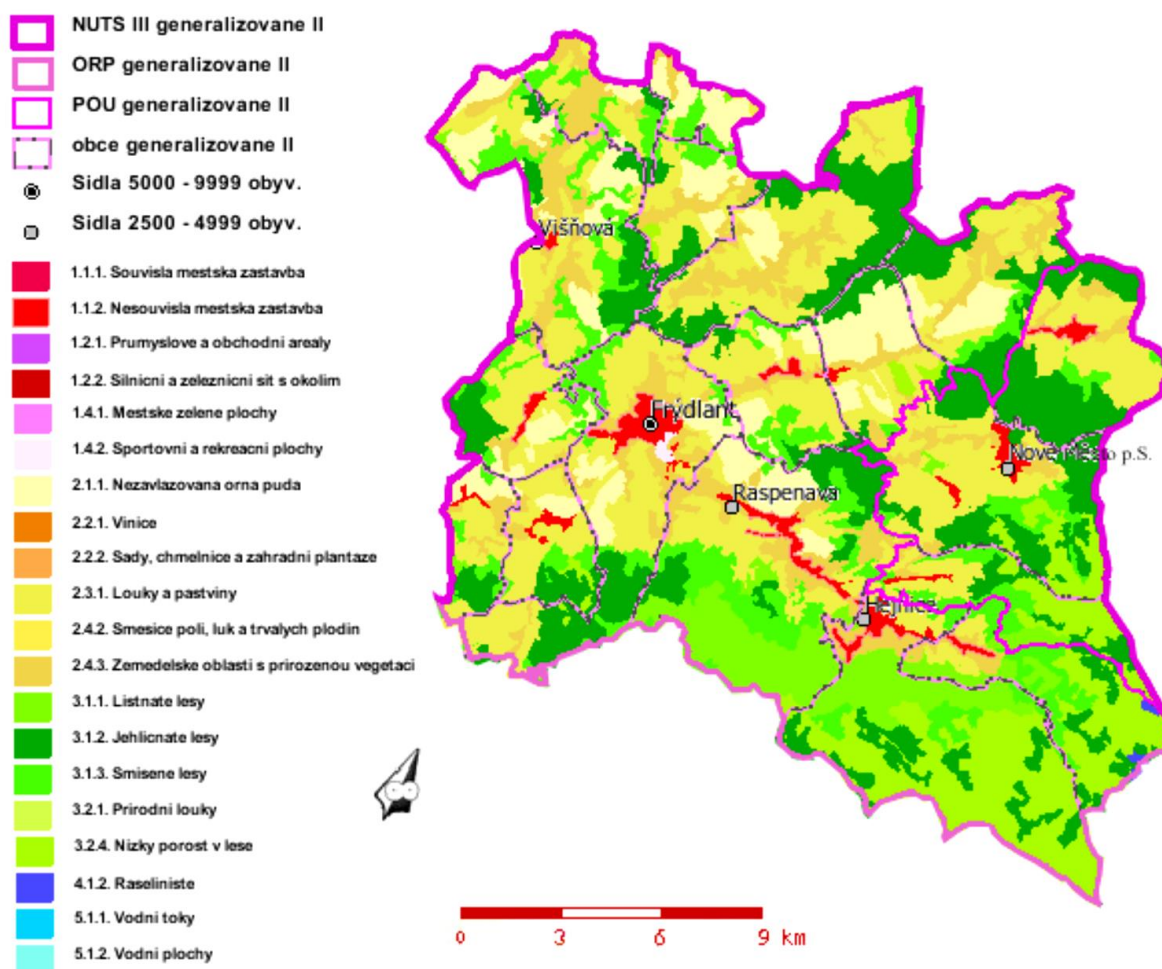 NUTS III generalizovane II
ORP generalizovane II
POU generalizovane II
obce generalizovane II
Sidla 5000 - 9999 obyv.
Sidla 2500 - 4999 obyv.
1.1.1. Souvisla mestska zastavba
1.1.2. Nesouvisla mestska zastavba
1.2.1. Prumyslove a obchodni arealy
1.2.2. Silnicni a zeleznicni sit s okolim
1.4.1. Mestske zelene plochy
1.4.2. Sportovni a rekreacni plochy
2.1.1. Nezavlazovana orna puda
2.2.1. Vinice
2.2.2. Sady, chmelnice a zahradni plantaze
2.3.1. Louky a pastviny
2.4.2. Smesice poli, luk a trvalych plodin
2.4.3. Zemedelske oblasti s prirozenou vegetaci
3.1.1. Listnate lesy
3.1.2. Jehlicnate lesy
3.1.3. Smisene lesy
3.2.1. Prirodni louky
3.2.4. Nizky porost v lese
4.1.2. Raseliniste
5.1.1. Vodni toky
5.1.2. Vodni plochy
Višňová
Frýdlant
Nové p.S.
Raspenava
Hejnice
0 3 6 9 km